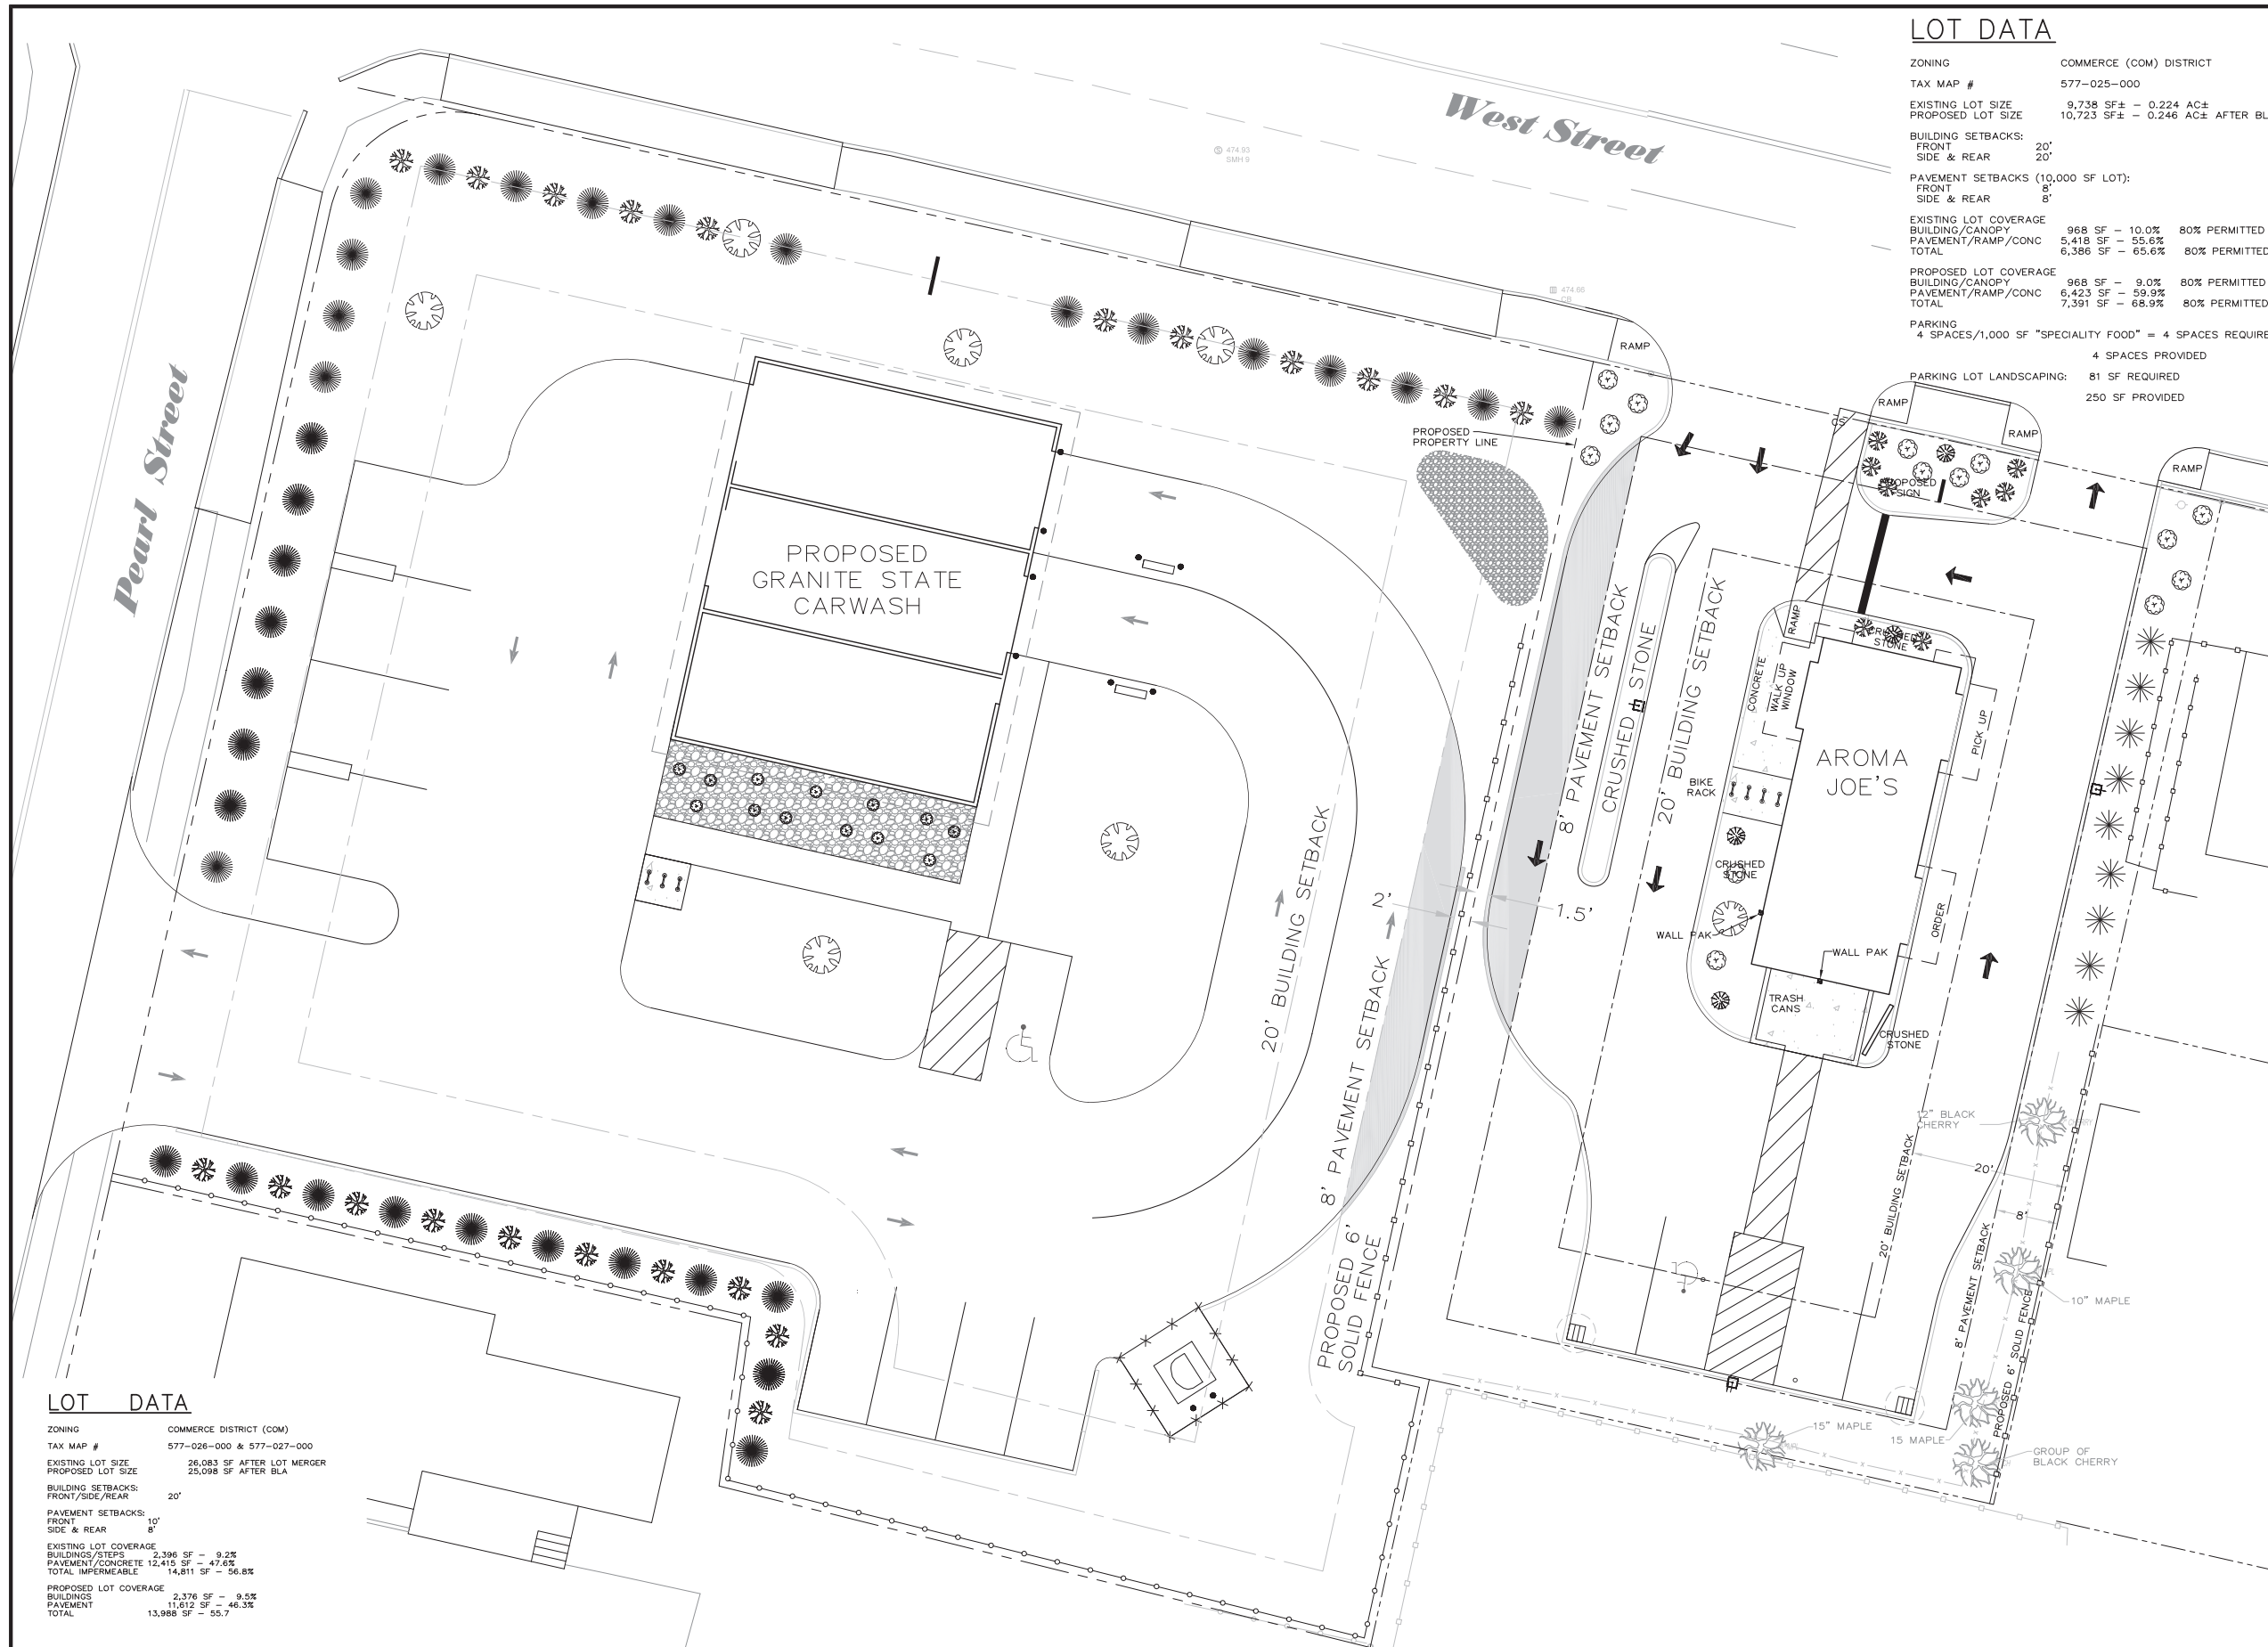 LOT DATA
ZONING COMMERCE (COM) DISTRICT
TAX MAP # 577-025-000
EXISTING LOT SIZE 9,738 SF± - 0.224 AC±
PROPOSED LOT SIZE 10,723 SF± - 0.246 AC± AFTER BL
BUILDING SETBACKS:
FRONT 20'
SIDE & REAR 20'
PAVEMENT SETBACKS (10,000 SF LOT):
FRONT 8'
SIDE & REAR 8'
EXISTING LOT COVERAGE
BUILDING/CANOPY 968 SF - 10.0% 80% PERMITTED
PAVEMENT/RAMP/CONC 5,418 SF - 55.6%
TOTAL 6,386 SF - 65.6% 80% PERMITTED
PROPOSED LOT COVERAGE
BUILDING/CANOPY 968 SF - 9.0% 80% PERMITTED
PAVEMENT/RAMP/CONC 6,423 SF - 59.9%
TOTAL 7,391 SF - 68.9% 80% PERMITTED
PARKING
4 SPACES/1,000 SF "SPECIALITY FOOD" = 4 SPACES REQUIRE
4 SPACES PROVIDED
PARKING LOT LANDSCAPING: 81 SF REQUIRED
250 SF PROVIDED
West Street
474.93
SMH 9
474.66
CB
Pearl Street
RAMP
RAMP
RAMP
RAMP
CS
PROPOSED
PROPERTY LINE
PROPOSED
SIGN
PROPOSED
GRANITE STATE
CARWASH
8' PAVEMENT SETBACK
CRUSHED STONE
20' BUILDING SETBACK
RAMP
CRUSHED
STONE
CONCRETE
WALK UP
WINDOW
PICK UP
AROMA
JOE'S
BIKE
RACK
CRUSHED
STONE
ORDER
WALL PAK
WALL PAK
TRASH
CANS
CRUSHED
STONE
2'
1.5'
20' BUILDING SETBACK
8' PAVEMENT SETBACK
PROPOSED 6'
SOLID FENCE
12" BLACK
CHERRY
20'
8'
20' BUILDING SETBACK
8' PAVEMENT SETBACK
PROPOSED 6' SOLID FENCE
10" MAPLE
15" MAPLE
15 MAPLE
GROUP OF
BLACK CHERRY
LOT DATA
ZONING COMMERCE DISTRICT (COM)
TAX MAP # 577-026-000 & 577-027-000
EXISTING LOT SIZE 26,083 SF AFTER LOT MERGER
PROPOSED LOT SIZE 25,098 SF AFTER BLA
BUILDING SETBACKS:
FRONT/SIDE/REAR 20'
PAVEMENT SETBACKS:
FRONT 10'
SIDE & REAR 8'
EXISTING LOT COVERAGE
BUILDINGS/STEPS 2,396 SF - 9.2%
PAVEMENT/CONCRETE 12,415 SF - 47.6%
TOTAL IMPERMEABLE 14,811 SF - 56.8%
PROPOSED LOT COVERAGE
BUILDINGS 2,376 SF - 9.5%
PAVEMENT 11,612 SF - 46.3%
TOTAL 13,988 SF - 55.7